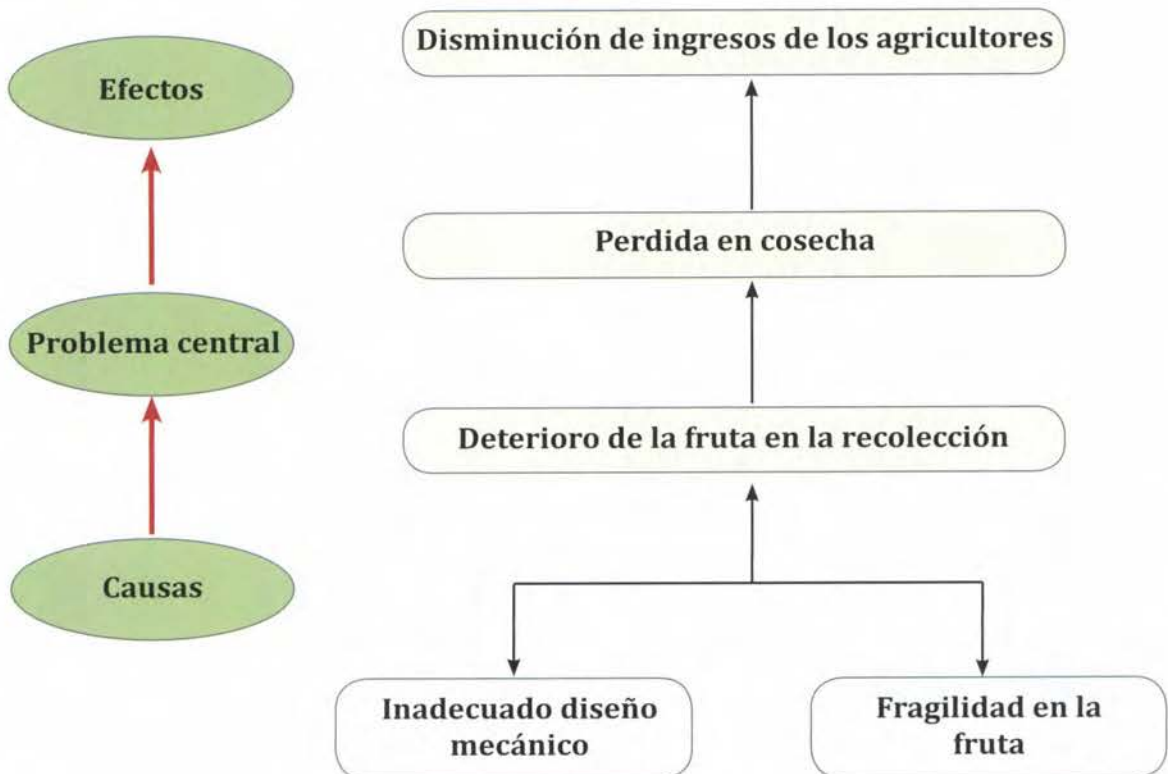 Efectos
Problema central
Causas
Disminución de ingresos de los agricultores
Perdida en cosecha
Deterioro de la fruta en la recolección
Inadecuado diseño
mecánico
Fragilidad en la
fruta